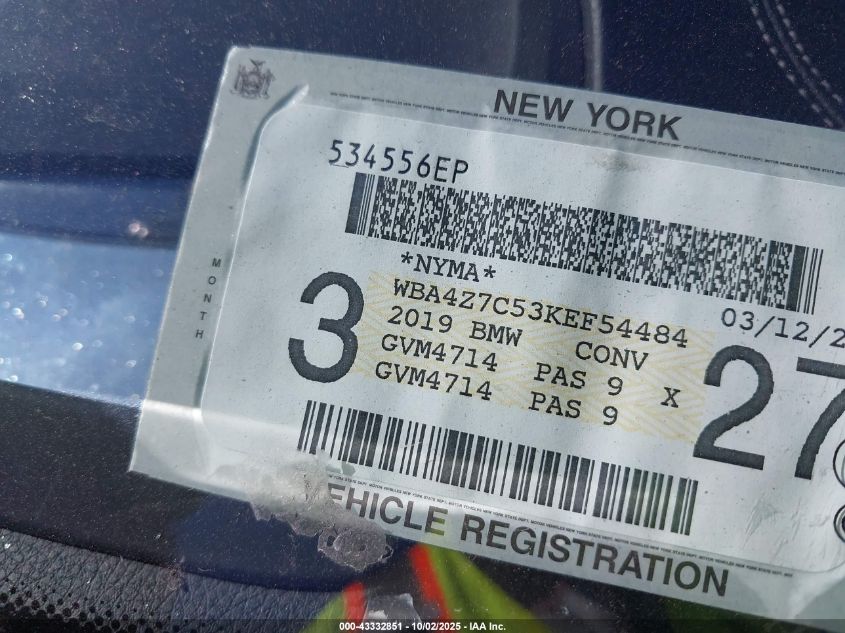 NEW YORK
534556EP
*NYMA*
WBA4Z7C53KEF54484
03/12/2
2019 BMW CONV
GVM4714 PAS 9 X
GVM4714 PAS 9
MONTH
3
27
VEHICLE REGISTRATION
000-43332851 - 10/02/2025 - IAA Inc.